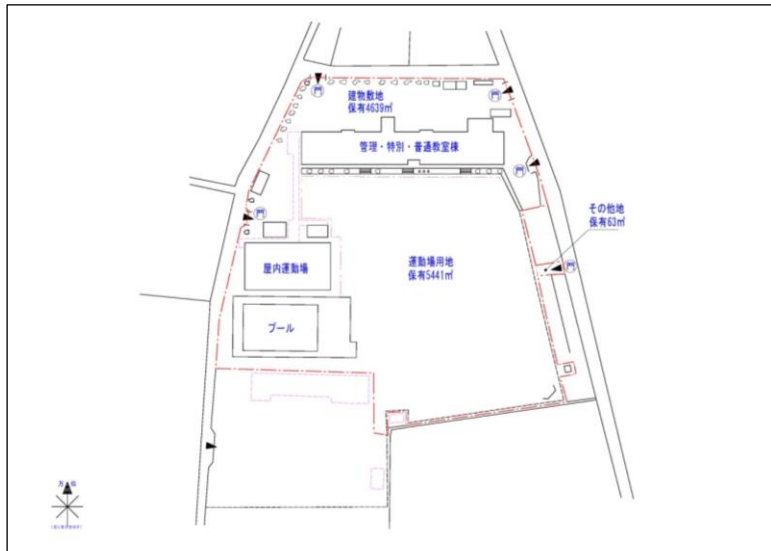 門
建物敷地
保有4639㎡
門
管理・特別・普通教室棟
門
その他地
保有63㎡
門
運動場用地
保有5441㎡
門
屋内運動場
プール